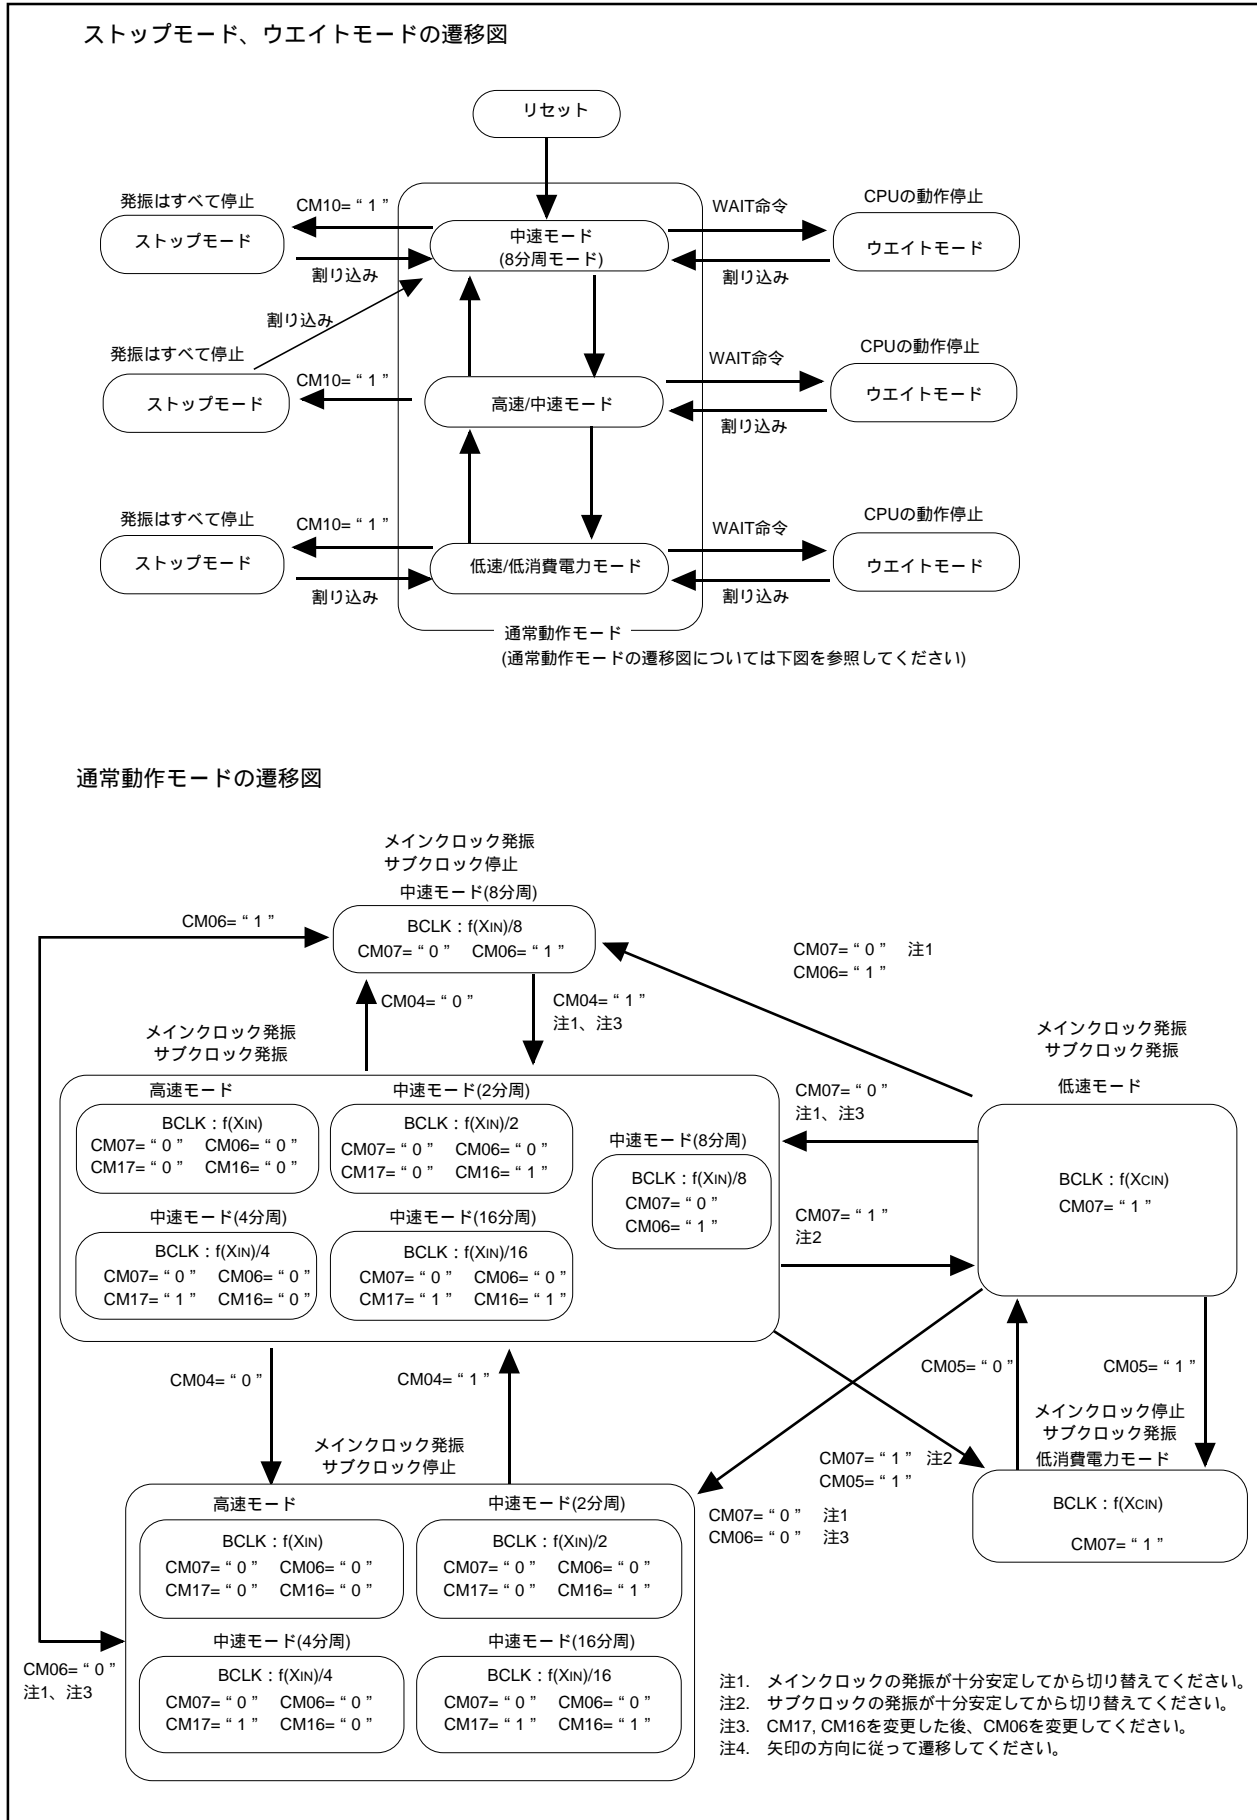 ストップモード、ウエイトモードの遷移図
リセット
発振はすべて停止
CM10= “ 1 ”
ストップモード
割り込み
中速モード
(8分周モード)
WAIT命令
割り込み
CPUの動作停止
ウエイトモード
割り込み
発振はすべて停止
CM10= “ 1 ”
ストップモード
高速/中速モード
WAIT命令
割り込み
CPUの動作停止
ウエイトモード
発振はすべて停止
CM10= “ 1 ”
ストップモード
割り込み
低速/低消費電力モード
WAIT命令
割り込み
CPUの動作停止
ウエイトモード
通常動作モード
(通常動作モードの遷移図については下図を参照してください)
通常動作モードの遷移図
メインクロック発振
サブクロック停止
中速モード(8分周)
CM06= “ 1 ”
BCLK : f(XIN)/8
CM07= “ 0 ” CM06= “ 1 ”
CM07= “ 0 ” 注1
CM06= “ 1 ”
CM04= “ 0 ”
CM04= “ 1 ”
注1、注3
メインクロック発振
サブクロック発振
メインクロック発振
サブクロック発振
低速モード
高速モード
BCLK : f(XIN)
CM07= “ 0 ” CM06= “ 0 ”
CM17= “ 0 ” CM16= “ 0 ”
中速モード(2分周)
BCLK : f(XIN)/2
CM07= “ 0 ” CM06= “ 0 ”
CM17= “ 0 ” CM16= “ 1 ”
中速モード(8分周)
BCLK : f(XIN)/8
CM07= “ 0 ”
CM06= “ 1 ”
CM07= “ 0 ”
注1、注3
CM07= “ 1 ”
注2
BCLK : f(XCIN)
CM07= “ 1 ”
中速モード(4分周)
BCLK : f(XIN)/4
CM07= “ 0 ” CM06= “ 0 ”
CM17= “ 1 ” CM16= “ 0 ”
中速モード(16分周)
BCLK : f(XIN)/16
CM07= “ 0 ” CM06= “ 0 ”
CM17= “ 1 ” CM16= “ 1 ”
CM04= “ 0 ”
CM04= “ 1 ”
CM05= “ 0 ”
CM05= “ 1 ”
メインクロック発振
サブクロック停止
メインクロック停止
サブクロック発振
低消費電力モード
CM07= “ 1 ” 注2
CM05= “ 1 ”
CM07= “ 0 ” 注1
CM06= “ 0 ” 注3
BCLK : f(XCIN)
CM07= “ 1 ”
高速モード
BCLK : f(XIN)
CM07= “ 0 ” CM06= “ 0 ”
CM17= “ 0 ” CM16= “ 0 ”
中速モード(2分周)
BCLK : f(XIN)/2
CM07= “ 0 ” CM06= “ 0 ”
CM17= “ 0 ” CM16= “ 1 ”
中速モード(4分周)
BCLK : f(XIN)/4
CM07= “ 0 ” CM06= “ 0 ”
CM17= “ 1 ” CM16= “ 0 ”
中速モード(16分周)
BCLK : f(XIN)/16
CM07= “ 0 ” CM06= “ 0 ”
CM17= “ 1 ” CM16= “ 1 ”
CM06= “ 0 ”
注1、注3
注1. メインクロックの発振が十分安定してから切り替えてください。
注2. サブクロックの発振が十分安定してから切り替えてください。
注3. CM17, CM16を変更した後、CM06を変更してください。
注4. 矢印の方向に従って遷移してください。